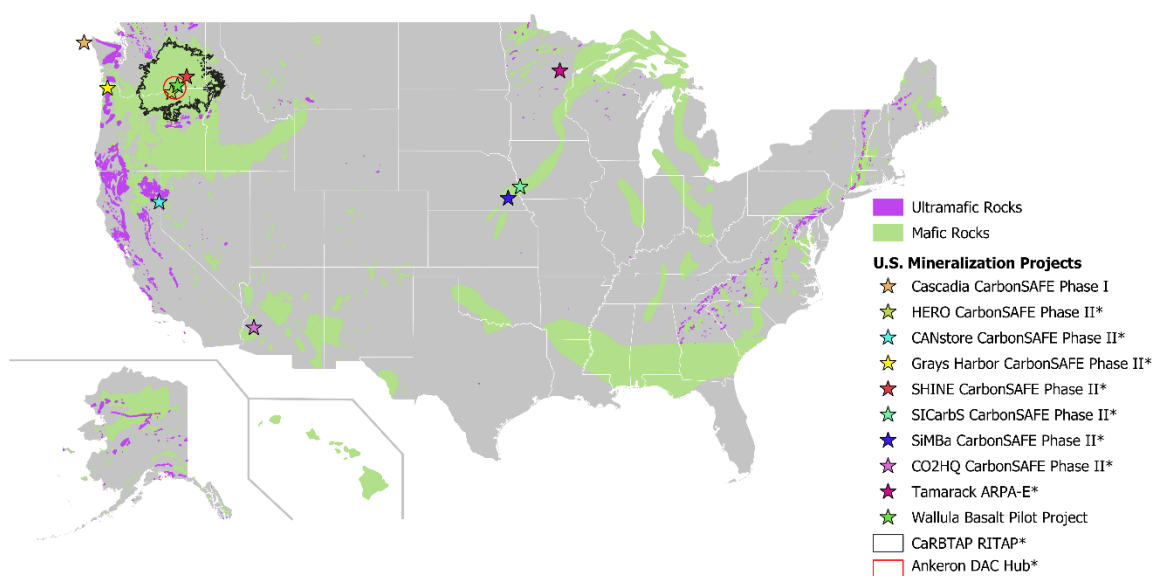 Ultramafic Rocks
Mafic Rocks
U.S. Mineralization Projects
Cascadia CarbonSAFE Phase I
HERO CarbonSAFE Phase II*
CANstore CarbonSAFE Phase II*
Grays Harbor CarbonSAFE Phase II*
SHINE CarbonSAFE Phase II*
SICarbS CarbonSAFE Phase II*
SiMBa CarbonSAFE Phase II*
CO2HQ CarbonSAFE Phase II*
Tamarack ARPA-E*
Wallula Basalt Pilot Project
CaRBTAP RITAP*
Ankeron DAC Hub*